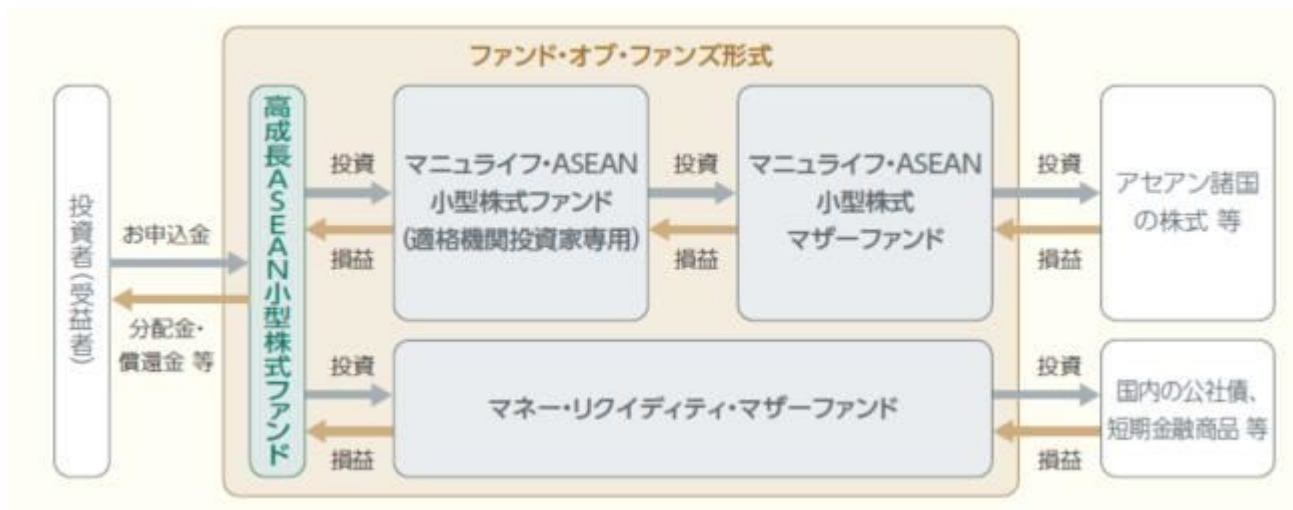 ファンド・オブ・ファンズ形式
投資者(受益者)
お申込金
分配金・
償還金 等
高成長ASEAN小型株式ファンド
投資
損益
マニュライフ・ASEAN
小型株式ファンド
(適格機関投資家専用)
投資
損益
マニュライフ・ASEAN
小型株式
マザーファンド
投資
損益
アセアン諸国
の株式 等
投資
損益
マネー・リクイディティ・マザーファンド
投資
損益
国内の公社債、
短期金融商品 等